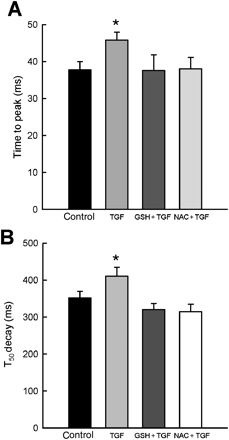 A
Time to peak (ms)
50
40
30
20
10
0
*
Control TGF GSH+TGF NAC+TGF
B
T50 decay (ms)
500
400
300
200
100
0
*
Control TGF GSH+TGF NAC+TGF